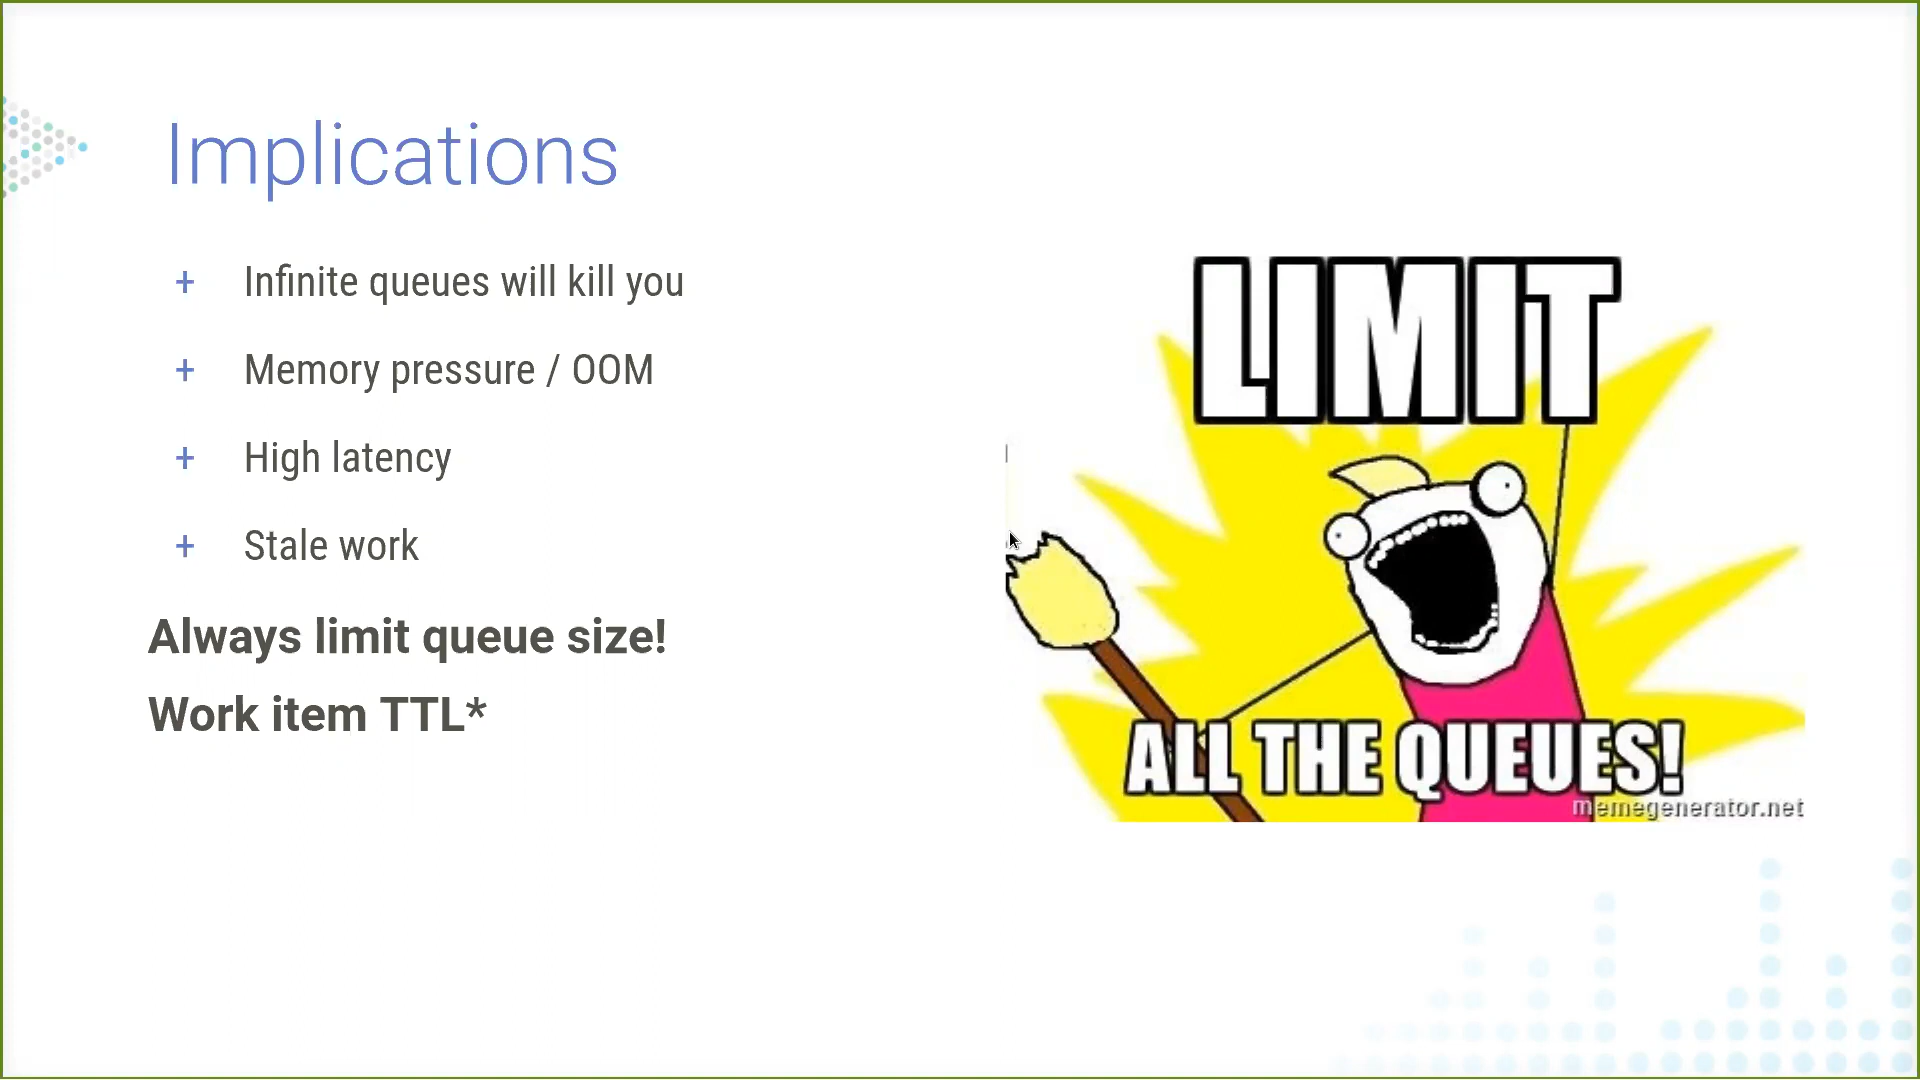 Implications
+ Infinite queues will kill you
+ Memory pressure / OOM
+ High latency
+ Stale work
Always limit queue size!
Work item TTL*
LIMIT
ALL THE QUEUES!
memegenerator.net